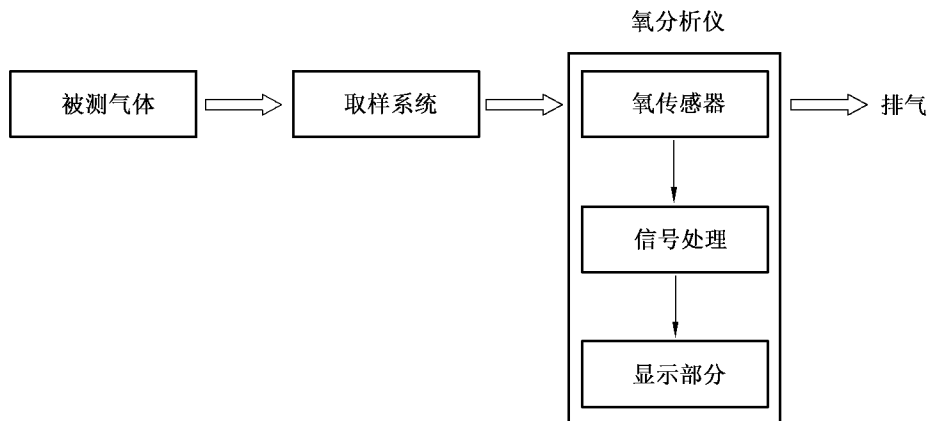 氧分析仪
被测气体
取样系统
氧传感器
排气
信号处理
显示部分